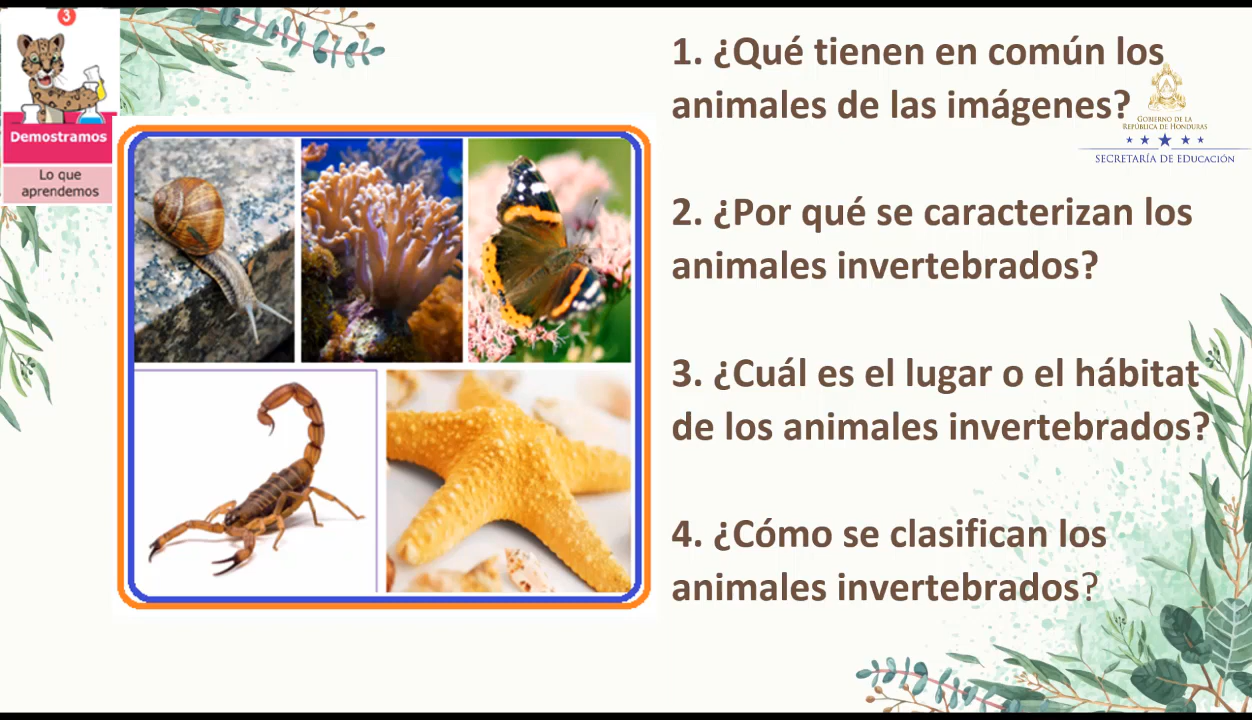 3
Demostramos
Lo que
aprendemos
1. ¿Qué tienen en común los
animales de las imágenes?
GOBIERNO DE LA
REPÚBLICA DE HONDURAS
SECRETARÍA DE EDUCACIÓN
2. ¿Por qué se caracterizan los
animales invertebrados?
3. ¿Cuál es el lugar o el hábitat
de los animales invertebrados?
4. ¿Cómo se clasifican los
animales invertebrados?